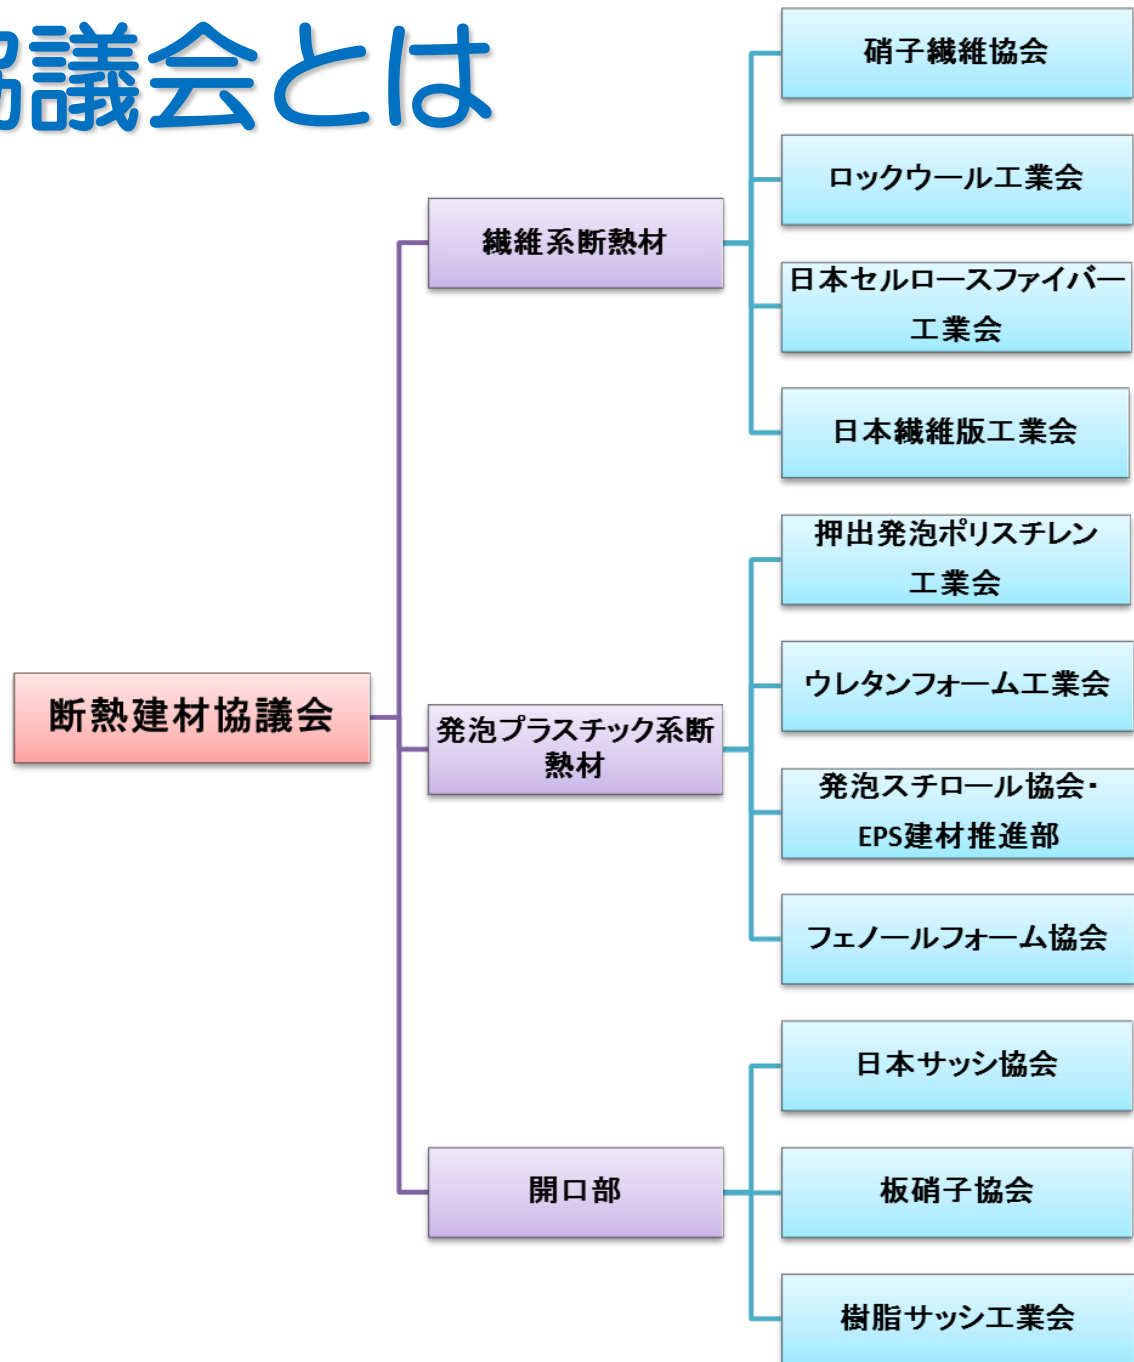 協議会とは
硝子繊維協会
ロックウール工業会
繊維系断熱材
日本セルロースファイバー
工業会
日本繊維版工業会
押出発泡ポリスチレン
工業会
ウレタンフォーム工業会
断熱建材協議会
発泡プラスチック系断
熱材
発泡スチロール協会・
EPS建材推進部
フェノールフォーム協会
日本サッシ協会
開口部
板硝子協会
樹脂サッシ工業会